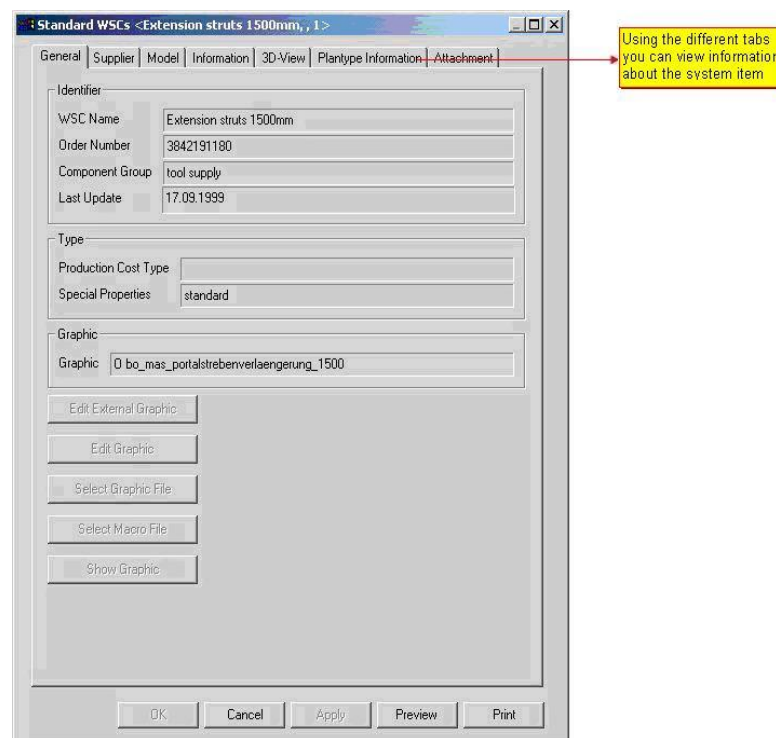 Standard WSCs <Extension struts 1500mm, , 1>
General Supplier Model Information 3D-View Plantype Information Attachment
Using the different tabs
you can view information
about the system item
Identifier
WSC Name Extension struts 1500mm
Order Number 3842191180
Component Group tool supply
Last Update 17.09.1999
Type
Production Cost Type
Special Properties standard
Graphic
Graphic O bo_mas_portalstrebenverlaengerung_1500
Edit External Graphic
Edit Graphic
Select Graphic File
Select Macro File
Show Graphic
OK Cancel Apply Preview Print